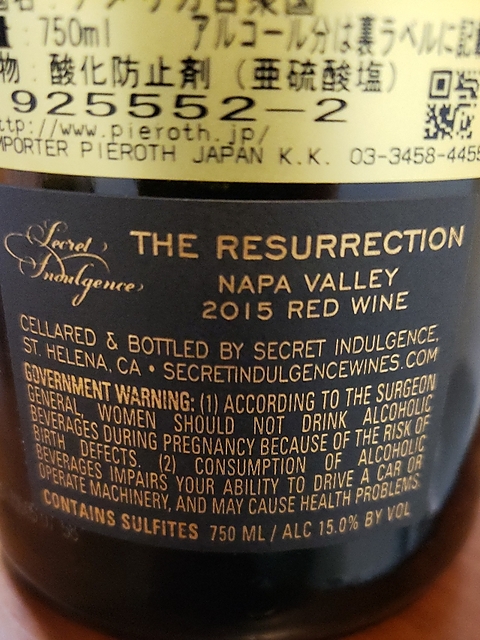 750ml アルコール分は裏ラベルに記
物 酸化防止剤 (亜硫酸塩)
925552-2
http://www.pieroth.jp/
IMPORTER PIEROTH JAPAN K.K. 03-3458-4455
Secret Indulgence
THE RESURRECTION
NAPA VALLEY
2015 RED WINE
CELLARED & BOTTLED BY SECRET INDULGENCE,
ST. HELENA, CA • SECRETINDULGENCEWINES.COM
GOVERNMENT WARNING: (1) ACCORDING TO THE SURGEON
GENERAL, WOMEN SHOULD NOT DRINK ALCOHOLIC
BEVERAGES DURING PREGNANCY BECAUSE OF THE RISK OF
BIRTH DEFECTS. (2) CONSUMPTION OF ALCOHOLIC
BEVERAGES IMPAIRS YOUR ABILITY TO DRIVE A CAR OR
OPERATE MACHINERY, AND MAY CAUSE HEALTH PROBLEMS.
CONTAINS SULFITES 750 ML / ALC 15.0% BY VOL